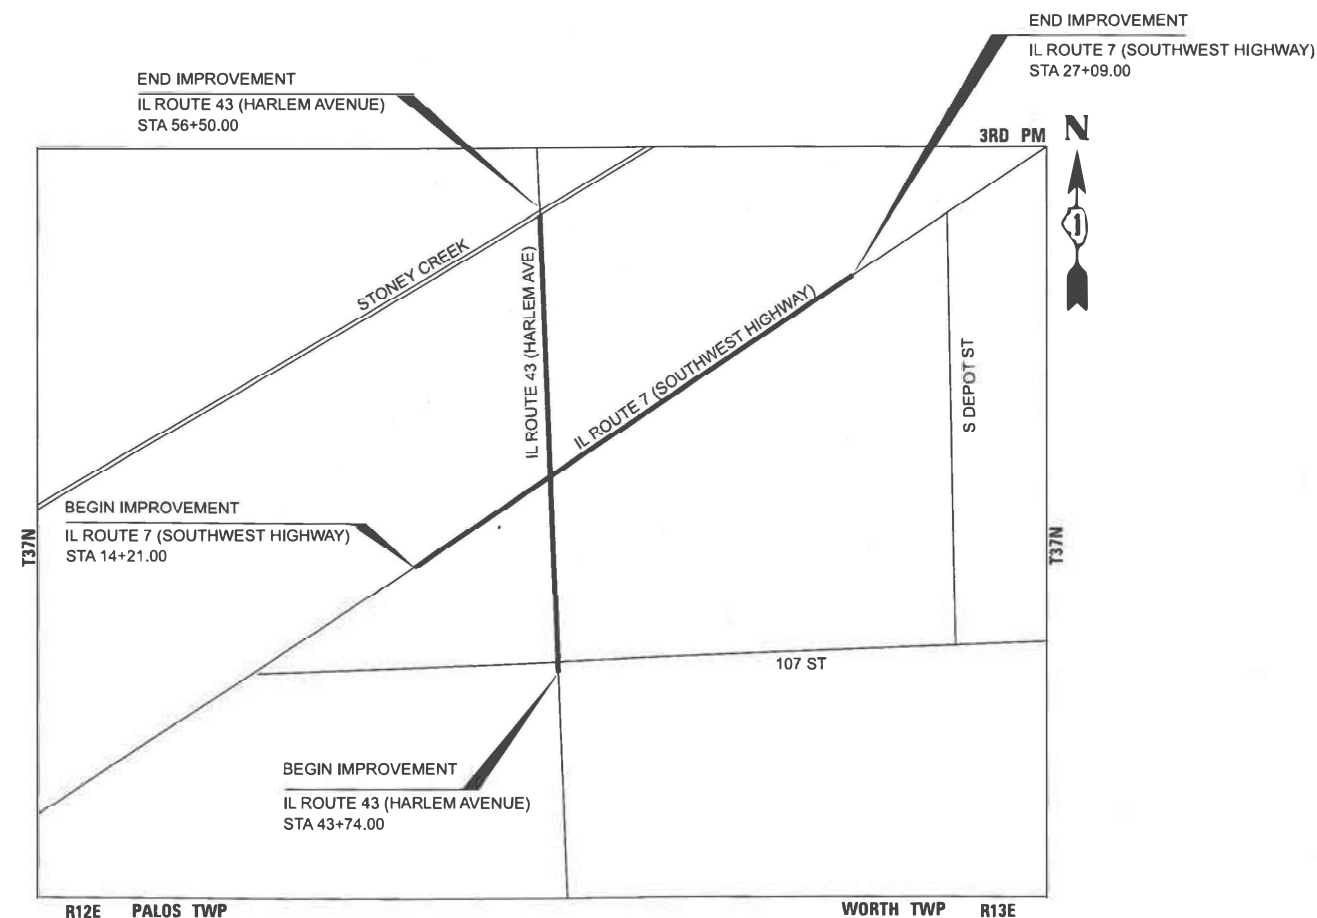 END IMPROVEMENT
IL ROUTE 7 (SOUTHWEST HIGHWAY)
STA 27+09.00
END IMPROVEMENT
IL ROUTE 43 (HARLEM AVENUE)
STA 56+50.00
3RD PM
N
1
STONEY CREEK
IL ROUTE 43 (HARLEM AVE)
IL ROUTE 7 (SOUTHWEST HIGHWAY)
S DEPOT ST
BEGIN IMPROVEMENT
IL ROUTE 7 (SOUTHWEST HIGHWAY)
STA 14+21.00
T37N
T37N
107 ST
BEGIN IMPROVEMENT
IL ROUTE 43 (HARLEM AVENUE)
STA 43+74.00
R12E PALOS TWP
WORTH TWP R13E